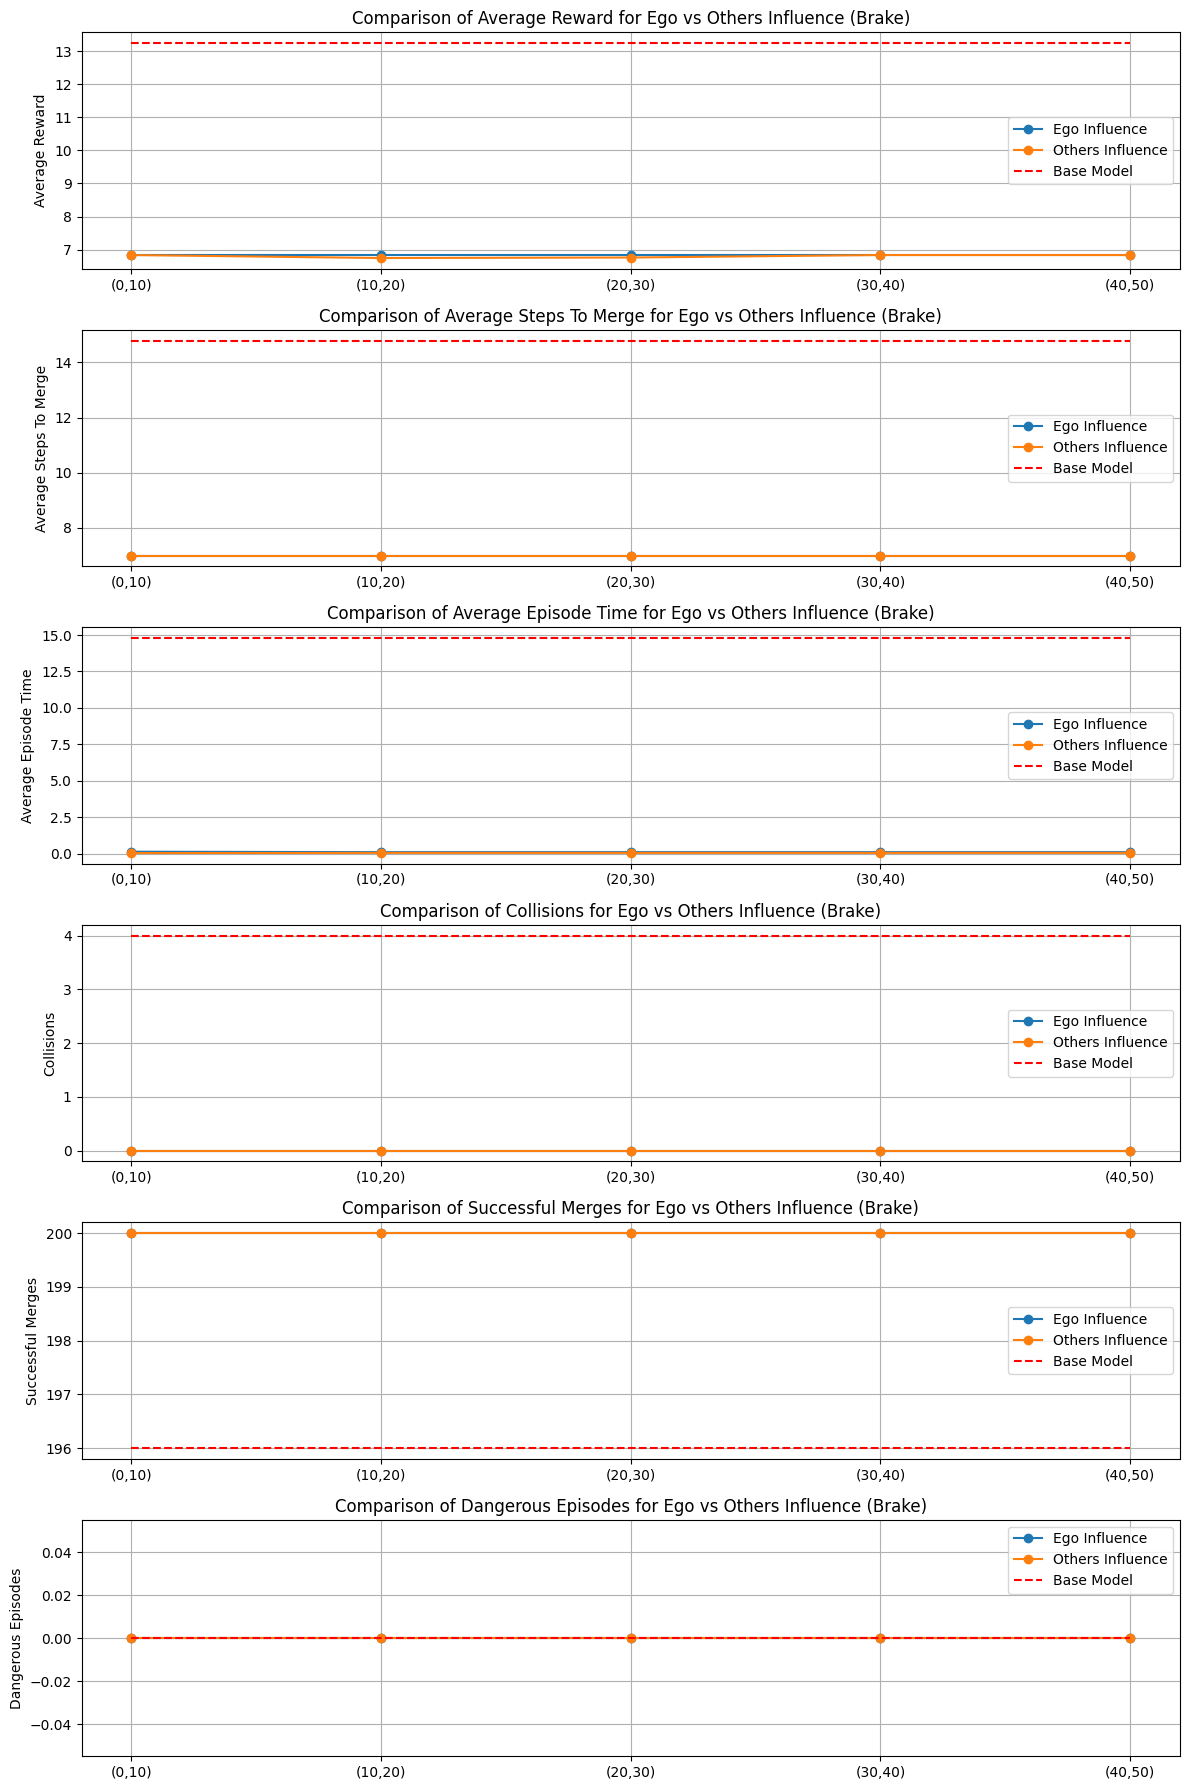 Comparison of Average Reward for Ego vs Others Influence (Brake)
Average Reward
13
12
11
10
9
8
7
Ego Influence
Others Influence
Base Model
(0,10) (10,20) (20,30) (30,40) (40,50)
Comparison of Average Steps To Merge for Ego vs Others Influence (Brake)
Average Steps To Merge
14
12
10
8
Ego Influence
Others Influence
Base Model
(0,10) (10,20) (20,30) (30,40) (40,50)
Comparison of Average Episode Time for Ego vs Others Influence (Brake)
Average Episode Time
15.0
12.5
10.0
7.5
5.0
2.5
0.0
Ego Influence
Others Influence
Base Model
(0,10) (10,20) (20,30) (30,40) (40,50)
Comparison of Collisions for Ego vs Others Influence (Brake)
Collisions
4
3
2
1
0
Ego Influence
Others Influence
Base Model
(0,10) (10,20) (20,30) (30,40) (40,50)
Comparison of Successful Merges for Ego vs Others Influence (Brake)
Successful Merges
200
199
198
197
196
Ego Influence
Others Influence
Base Model
(0,10) (10,20) (20,30) (30,40) (40,50)
Comparison of Dangerous Episodes for Ego vs Others Influence (Brake)
Dangerous Episodes
0.04
0.02
0.00
−0.02
−0.04
Ego Influence
Others Influence
Base Model
(0,10) (10,20) (20,30) (30,40) (40,50)